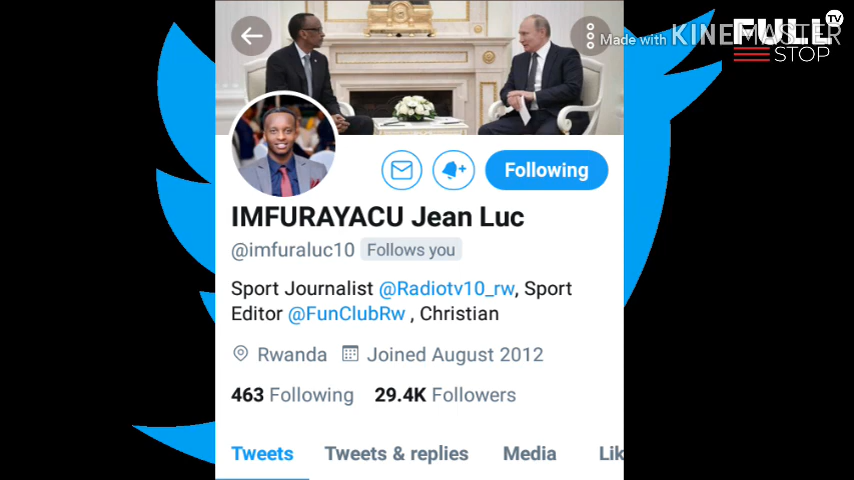 Made with KINEMASTER
FULL TV
STOP
Following
IMFURAYACU Jean Luc
@imfuraluc10 Follows you
Sport Journalist @Radiotv10_rw, Sport
Editor @FunClubRw , Christian
Rwanda Joined August 2012
463 Following 29.4K Followers
Tweets Tweets & replies Media Lik